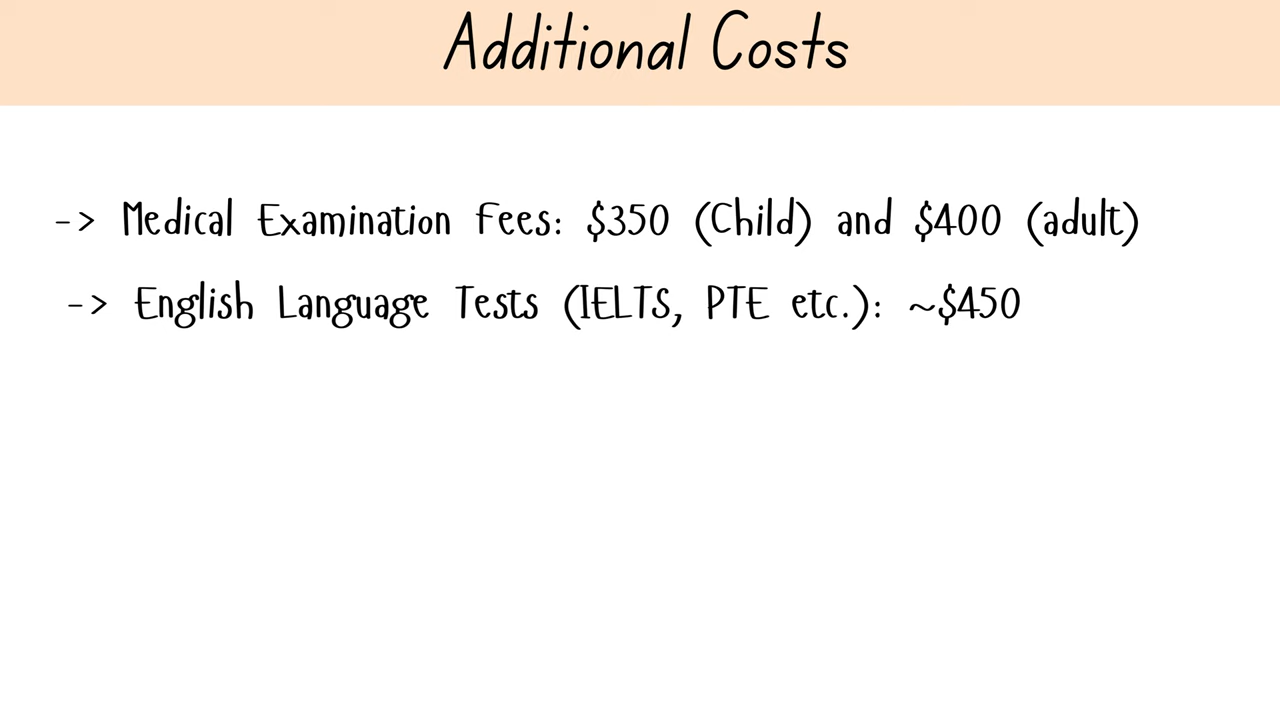 Additional Costs
-> Medical Examination Fees: $350 (Child) and $400 (adult)
-> English Language Tests (IELTS, PTE etc.): ~$450